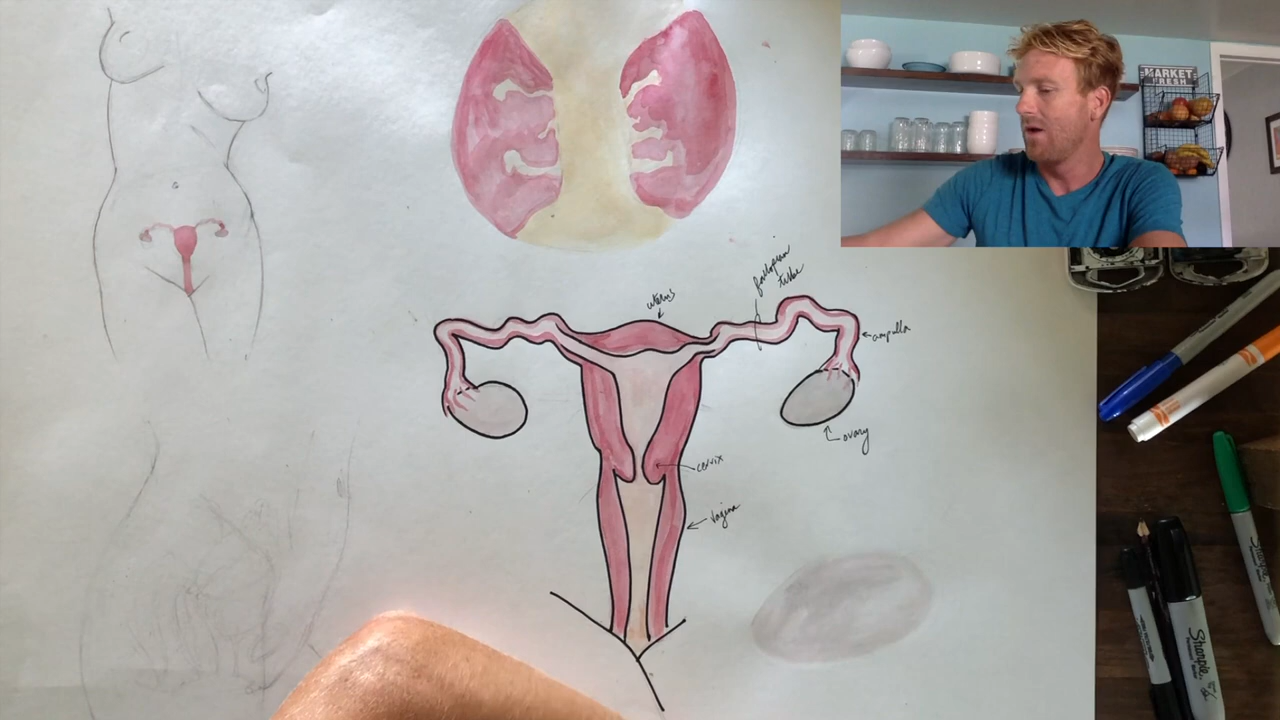 MARKET
FRESH
fallopian
tube
uterus
ampulla
ovary
cervix
vagina
Sharpie
Sharpie